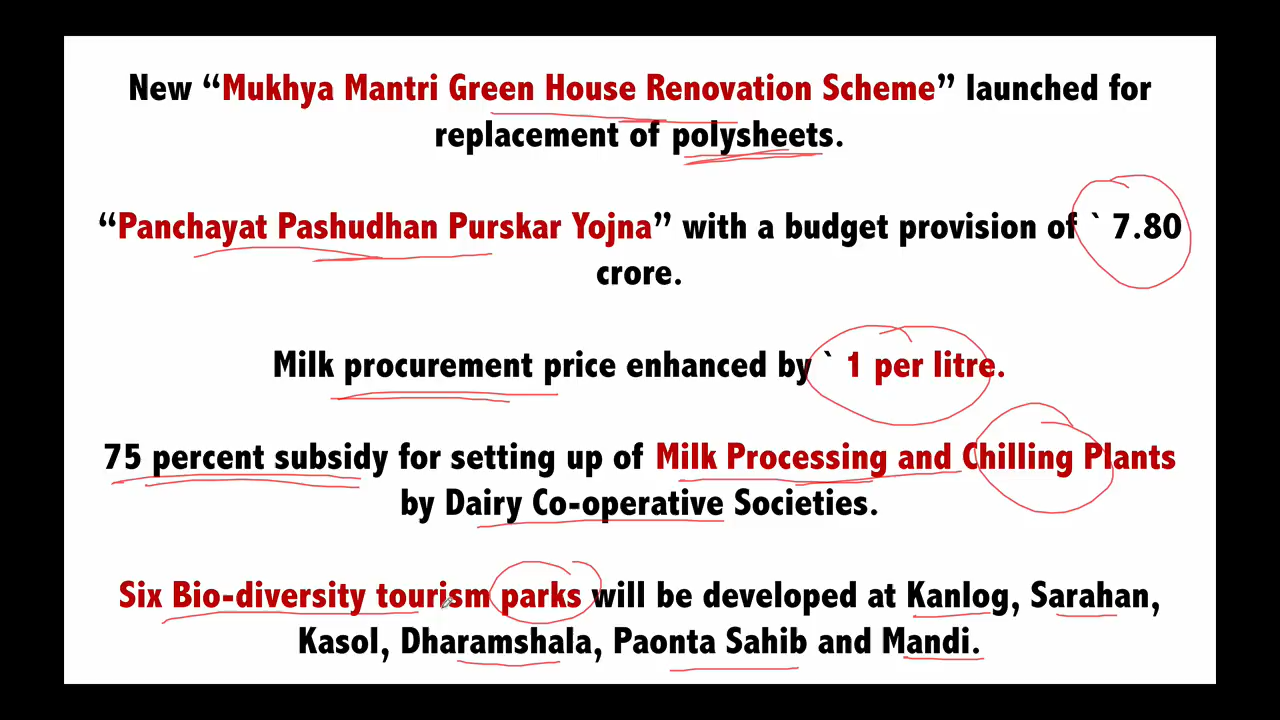 New “Mukhya Mantri Green House Renovation Scheme” launched for
replacement of polysheets.
“Panchayat Pashudhan Purskar Yojna” with a budget provision of ` 7.80
crore.
Milk procurement price enhanced by ` 1 per litre.
75 percent subsidy for setting up of Milk Processing and Chilling Plants
by Dairy Co-operative Societies.
Six Bio-diversity tourism parks will be developed at Kanlog, Sarahan,
Kasol, Dharamshala, Paonta Sahib and Mandi.